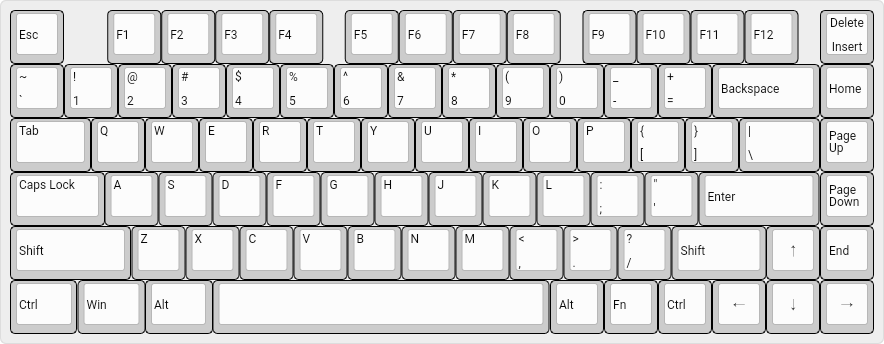 Esc F1 F2 F3 F4 F5 F6 F7 F8 F9 F10 F11 F12 Delete
Insert
~ ! @ # $ % ^ & * ( ) _ +
` 1 2 3 4 5 6 7 8 9 0 - = Backspace Home
Tab Q W E R T Y U I O P { } | Page
[ ] \ Up
Caps Lock A S D F G H J K L : " Enter Page
; ' Down
Shift Z X C V B N M < > ? Shift ↑ End
, . /
Ctrl Win Alt Alt Fn Ctrl ← ↓ →